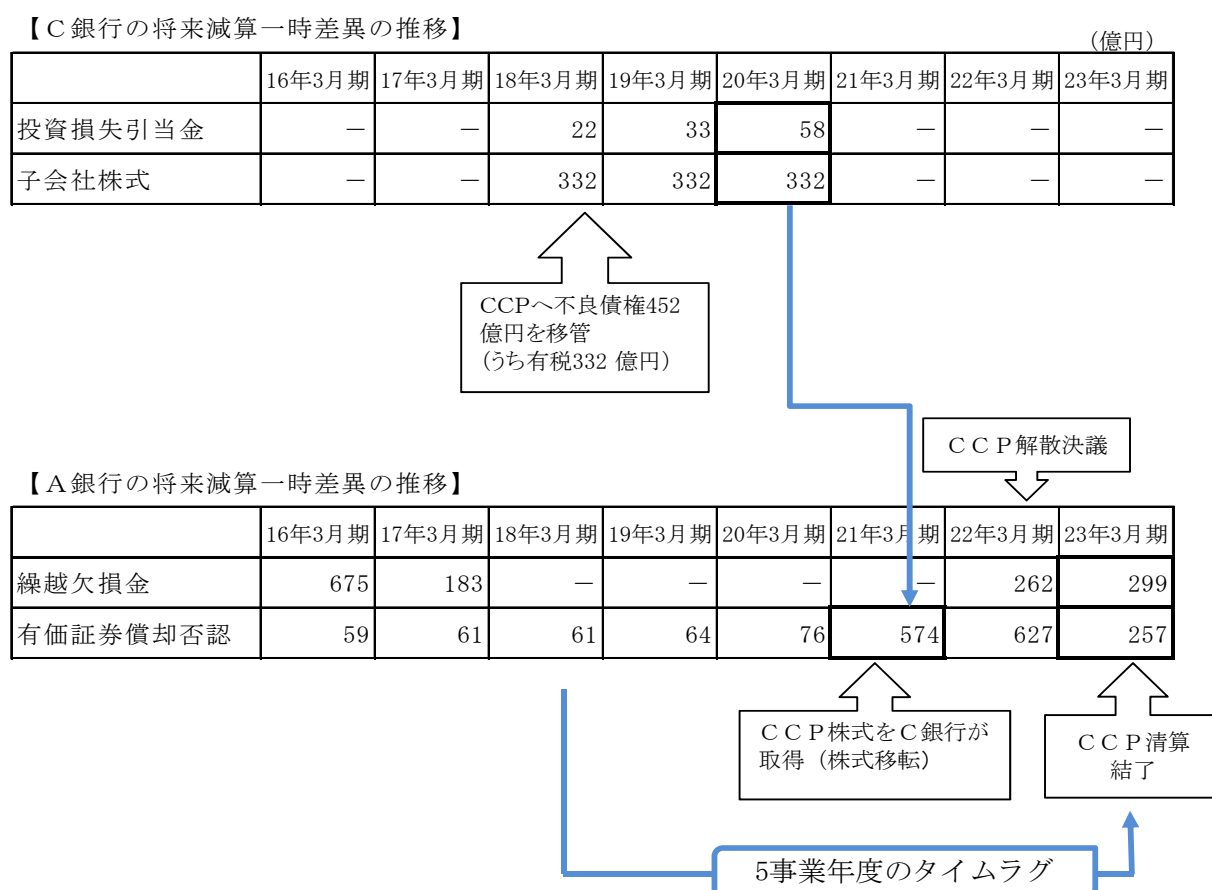 【C銀行の将来減算一時差異の推移】
(億円)
16年3月期 17年3月期 18年3月期 19年3月期 20年3月期 21年3月期 22年3月期 23年3月期
投資損失引当金 － － 22 33 58 － － －
子会社株式 － － 332 332 332 － － －
CCPへ不良債権452
億円を移管
(うち有税332 億円)
CCP解散決議
【A銀行の将来減算一時差異の推移】
16年3月期 17年3月期 18年3月期 19年3月期 20年3月期 21年3月期 22年3月期 23年3月期
繰越欠損金 675 183 － － － － 262 299
有価証券償却否認 59 61 61 64 76 574 627 257
CCP株式をC銀行が
取得（株式移転）
CCP清算
結了
5事業年度のタイムラグ